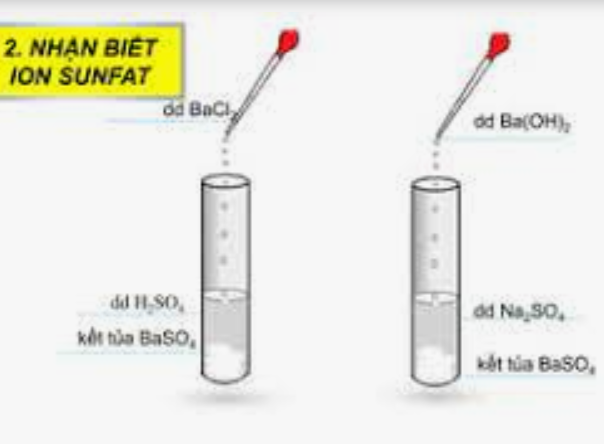 2. NHẬN BIẾT
ION SUNFAT
dd BaCl₂
dd H₂SO₄
kết tủa BaSO₄
dd Ba(OH)₂
dd Na₂SO₄
kết tủa BaSO₄